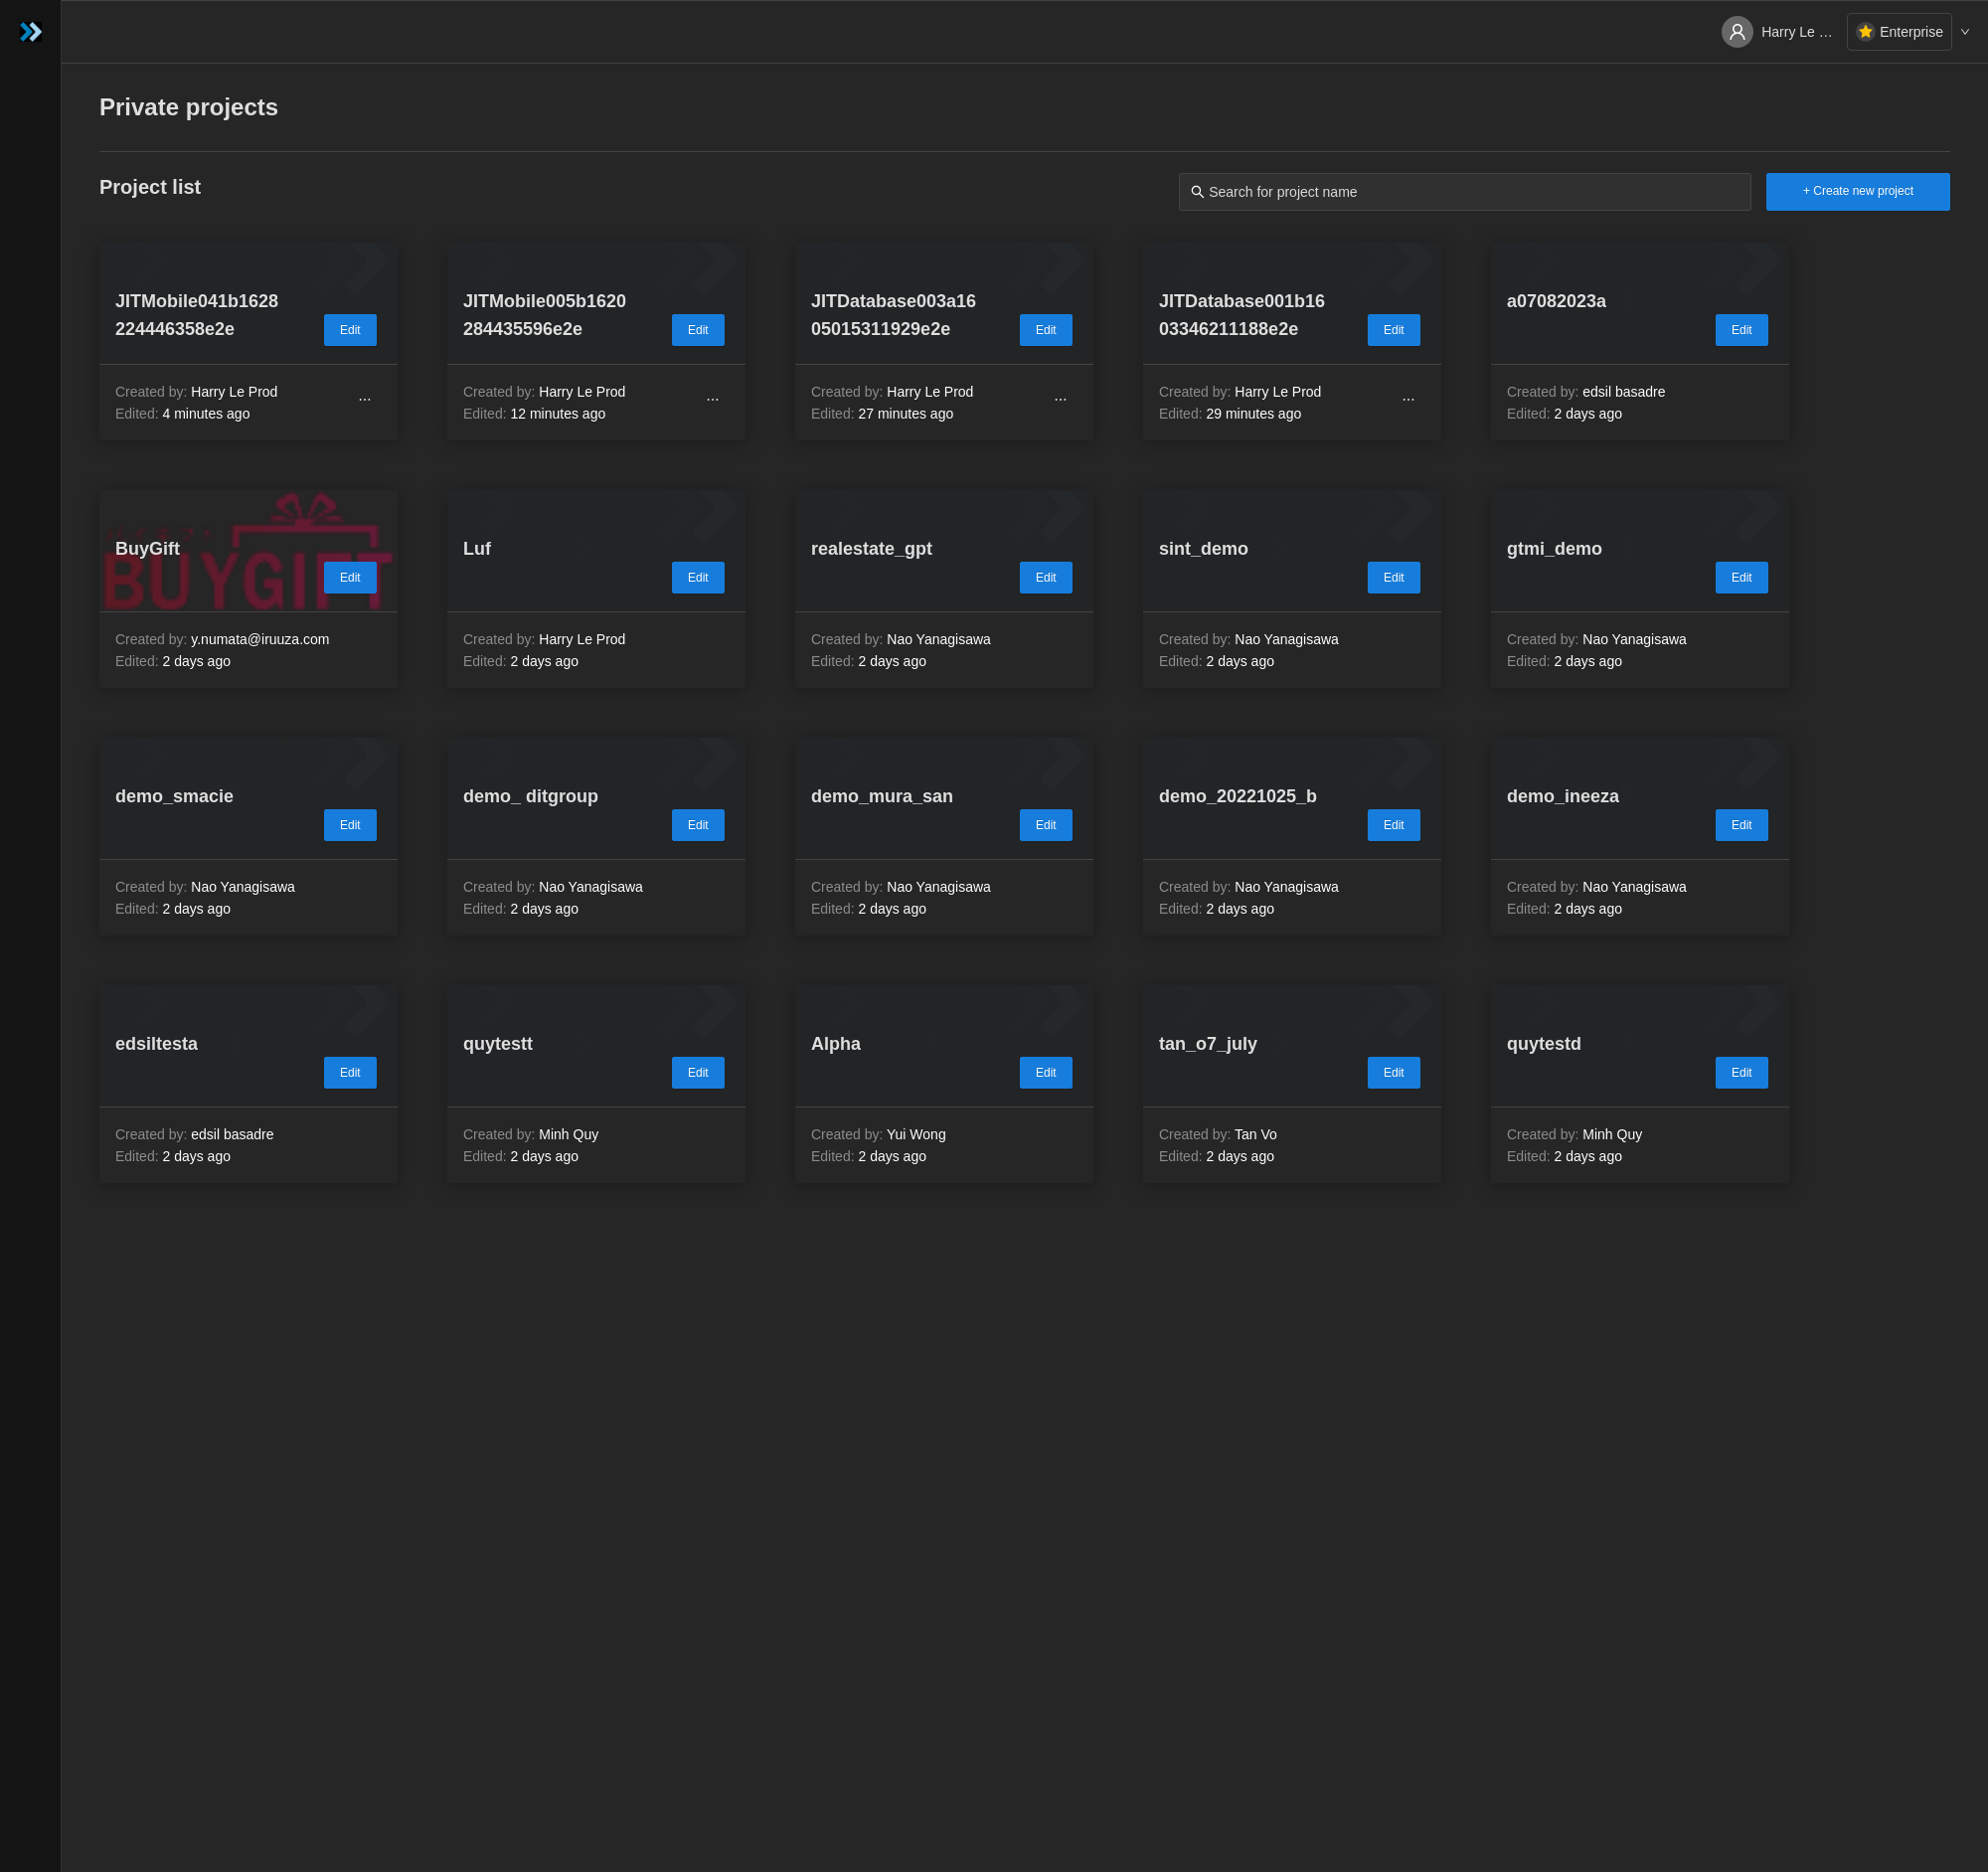 Harry Le …
Enterprise
Private projects
Project list
Search for project name
+ Create new project
JITMobile041b1628
224446358e2e
Edit
Created by: Harry Le Prod
...
Edited: 4 minutes ago
JITMobile005b1620
284435596e2e
Edit
Created by: Harry Le Prod
...
Edited: 12 minutes ago
JITDatabase003a16
05015311929e2e
Edit
Created by: Harry Le Prod
...
Edited: 27 minutes ago
JITDatabase001b16
03346211188e2e
Edit
Created by: Harry Le Prod
...
Edited: 29 minutes ago
a07082023a
Edit
Created by: edsil basadre
Edited: 2 days ago
BuyGift
BUYGIFT
Edit
Created by: y.numata@iruuza.com
Edited: 2 days ago
Luf
Edit
Created by: Harry Le Prod
Edited: 2 days ago
realestate_gpt
Edit
Created by: Nao Yanagisawa
Edited: 2 days ago
sint_demo
Edit
Created by: Nao Yanagisawa
Edited: 2 days ago
gtmi_demo
Edit
Created by: Nao Yanagisawa
Edited: 2 days ago
demo_smacie
Edit
Created by: Nao Yanagisawa
Edited: 2 days ago
demo_ ditgroup
Edit
Created by: Nao Yanagisawa
Edited: 2 days ago
demo_mura_san
Edit
Created by: Nao Yanagisawa
Edited: 2 days ago
demo_20221025_b
Edit
Created by: Nao Yanagisawa
Edited: 2 days ago
demo_ineeza
Edit
Created by: Nao Yanagisawa
Edited: 2 days ago
edsiltesta
Edit
Created by: edsil basadre
Edited: 2 days ago
quytestt
Edit
Created by: Minh Quy
Edited: 2 days ago
Alpha
Edit
Created by: Yui Wong
Edited: 2 days ago
tan_o7_july
Edit
Created by: Tan Vo
Edited: 2 days ago
quytestd
Edit
Created by: Minh Quy
Edited: 2 days ago